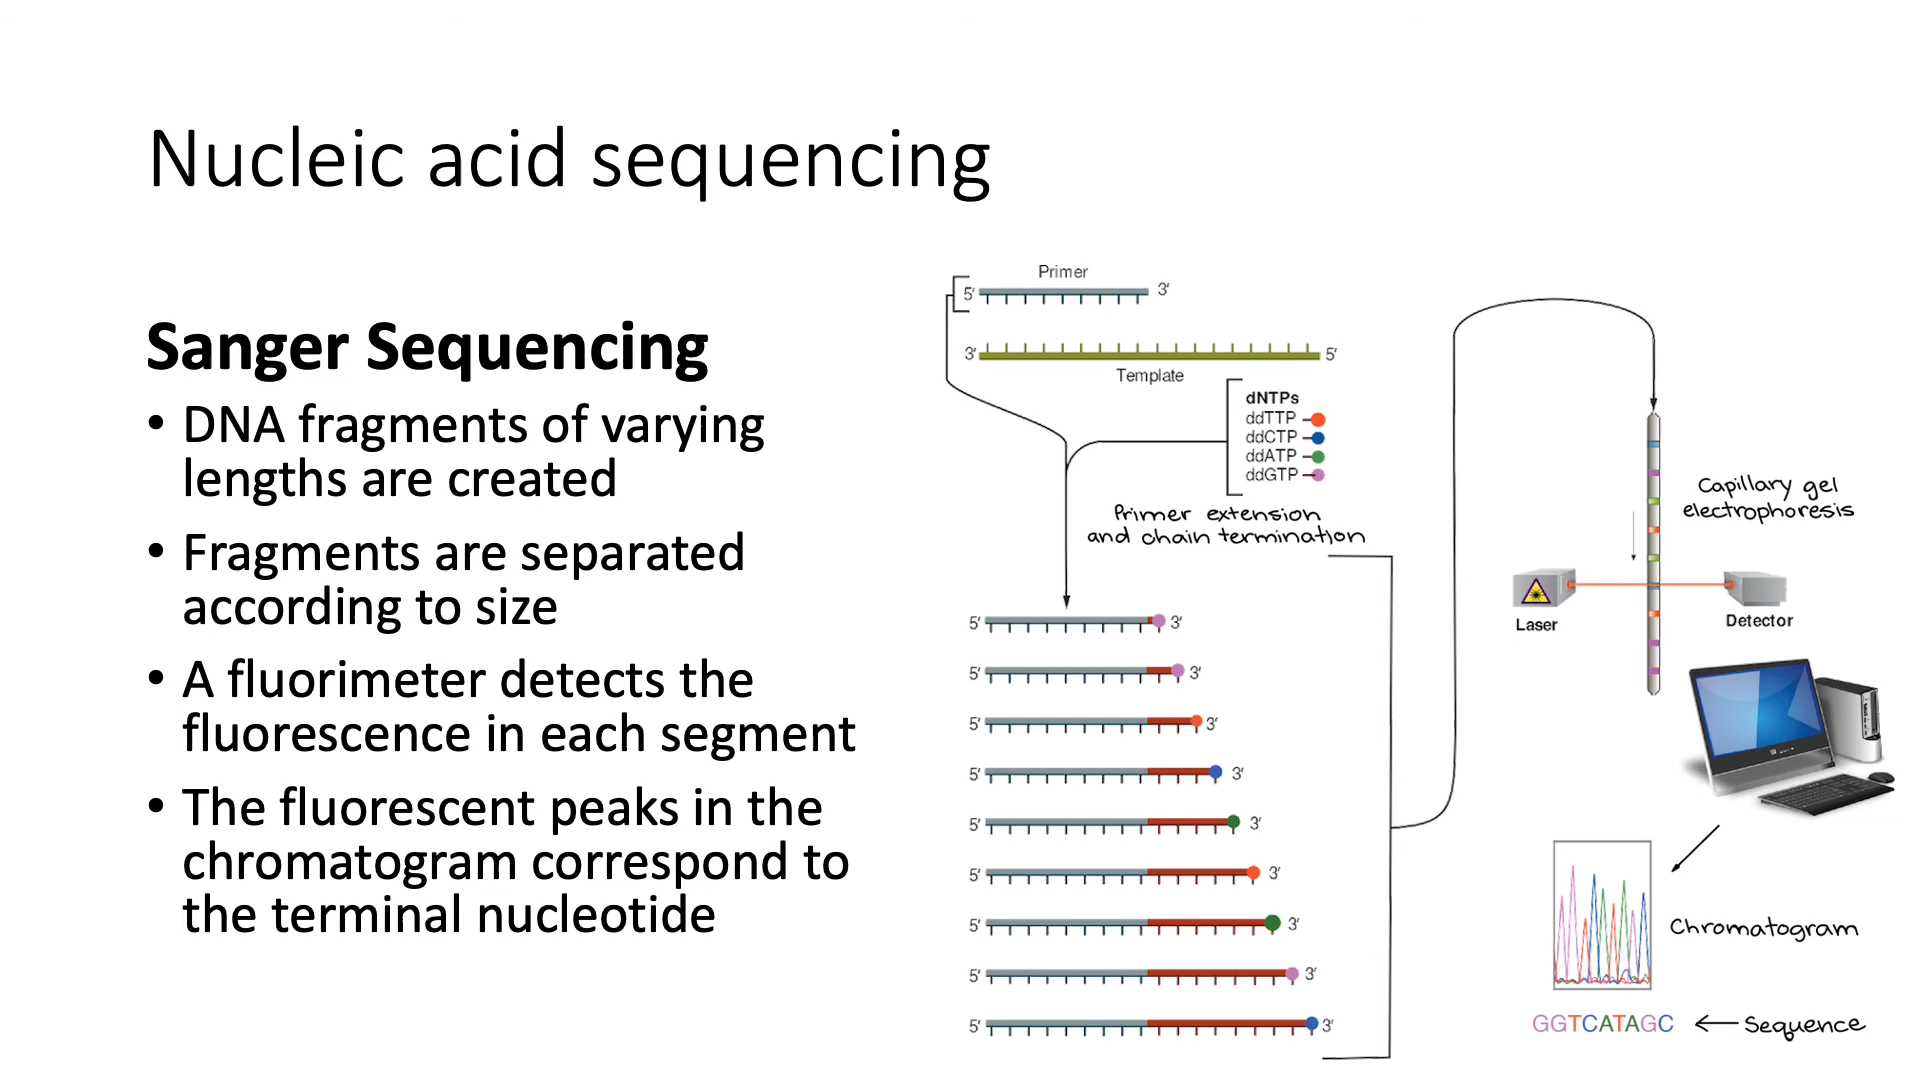 Nucleic acid sequencing
Sanger Sequencing
• DNA fragments of varying
lengths are created
• Fragments are separated
according to size
• A fluorimeter detects the
fluorescence in each segment
• The fluorescent peaks in the
chromatogram correspond to
the terminal nucleotide
Primer
5′ 3′
3′ 5′
Template
dNTPs
ddTTP
ddCTP
ddATP
ddGTP
Primer extension
and chain termination
5′ 3′
5′ 3′
5′ 3′
5′ 3′
5′ 3′
5′ 3′
5′ 3′
5′ 3′
5′ 3′
Capillary gel
electrophoresis
Laser
Detector
Chromatogram
GGTCATAGC
Sequence